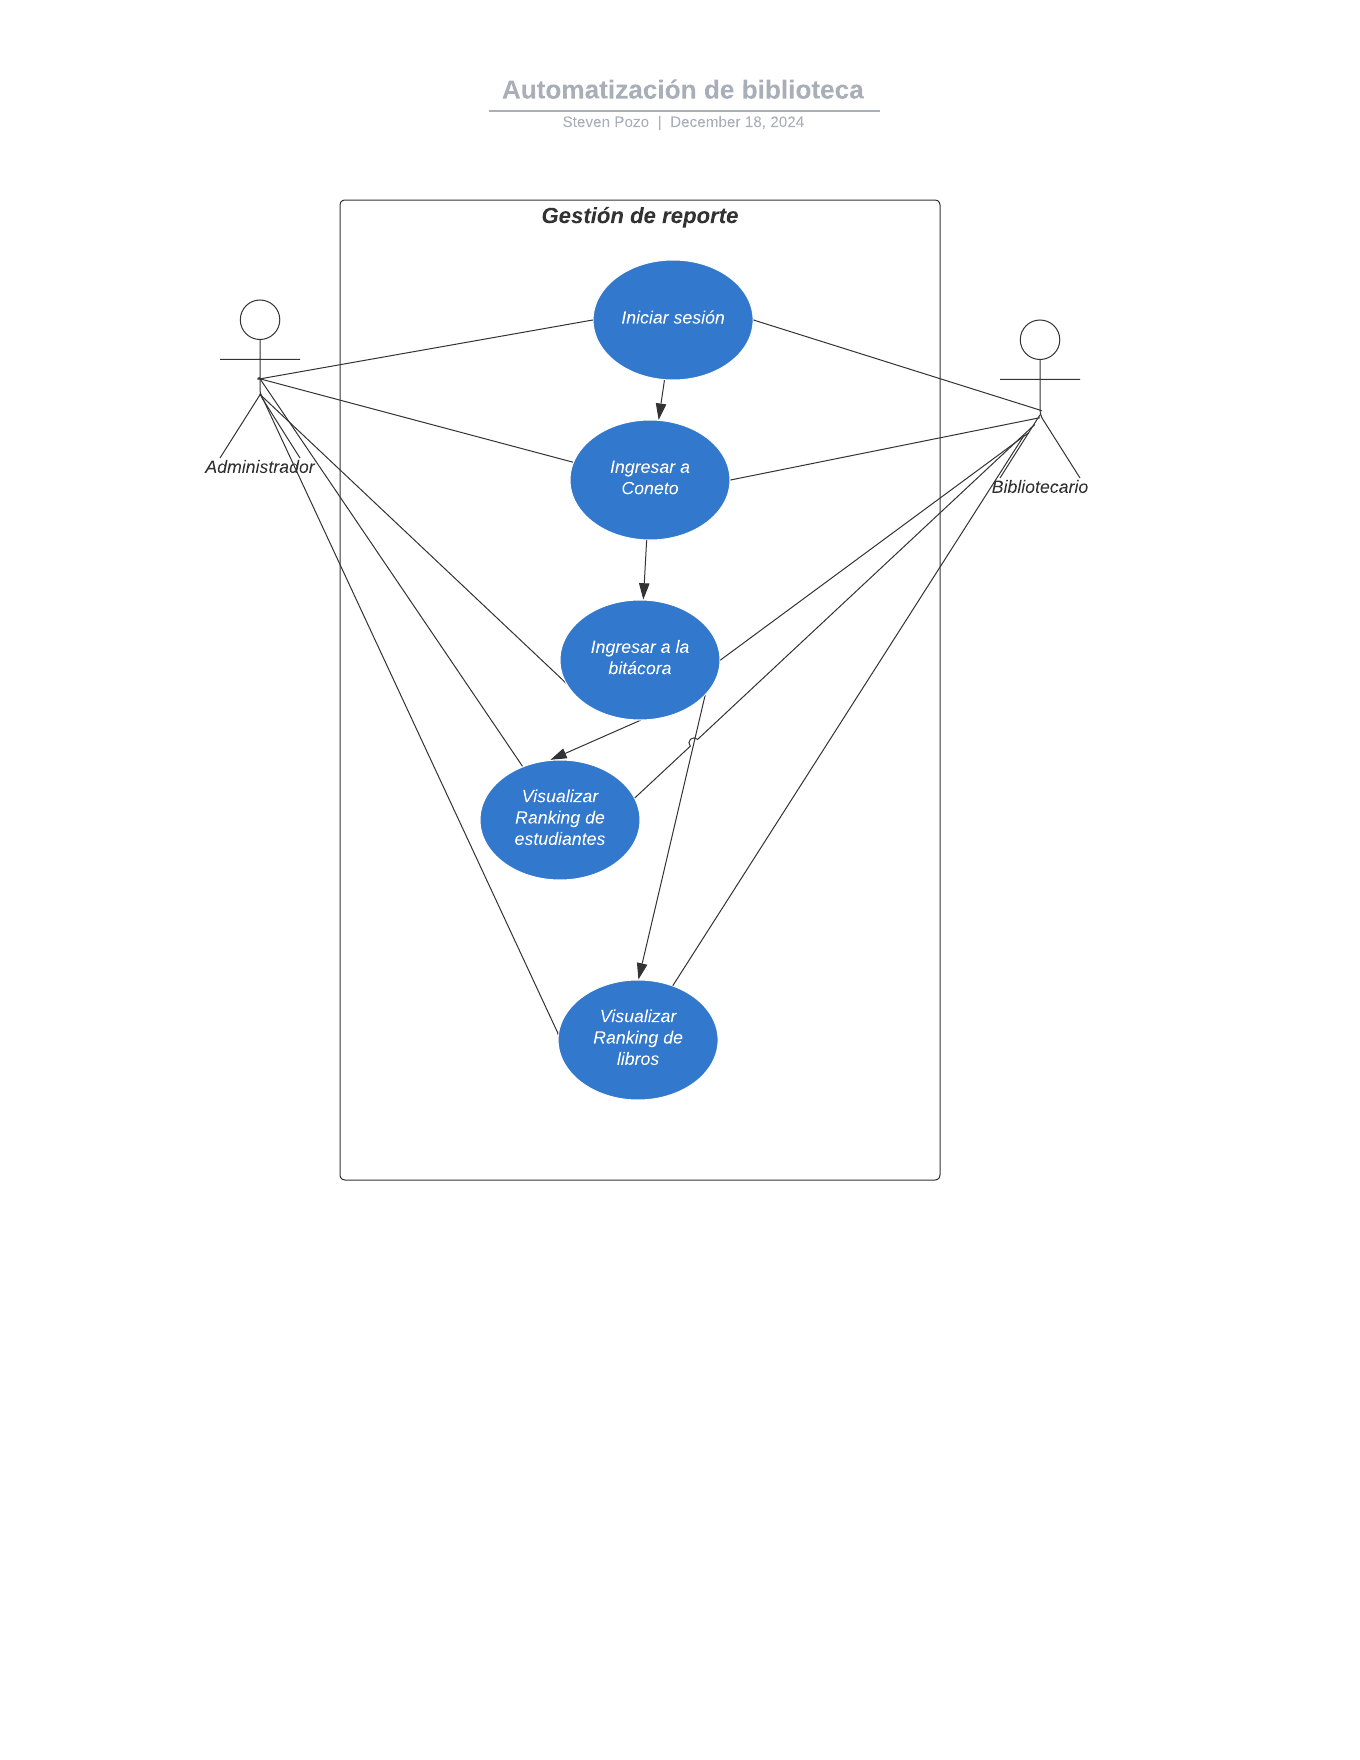 Automatización de biblioteca
Steven Pozo | December 18, 2024
Gestión de reporte
Iniciar sesión
Administrador
Ingresar a
Coneto
Bibliotecario
Ingresar a la
bitácora
Visualizar
Ranking de
estudiantes
Visualizar
Ranking de
libros